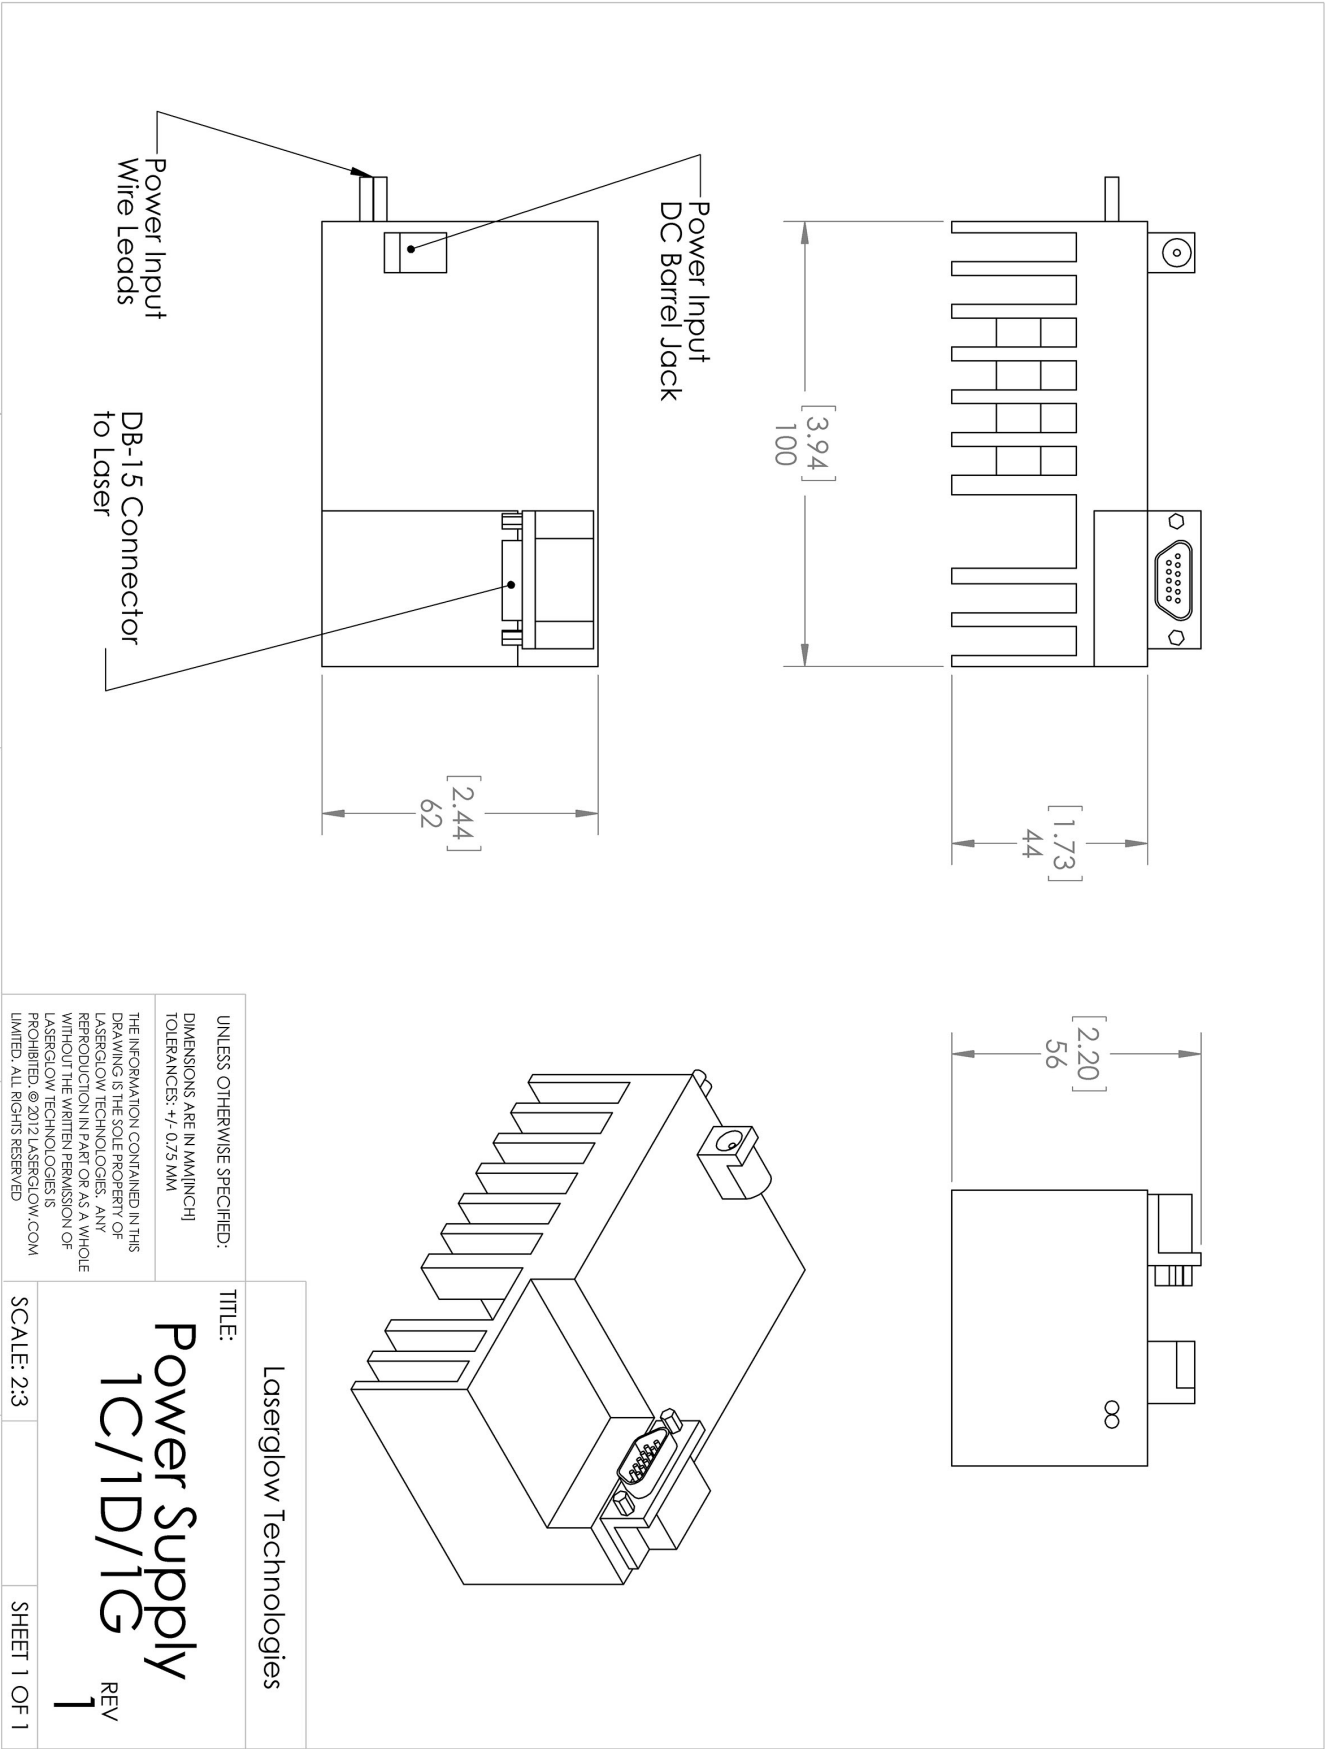 [3.94]
100
[1.73]
44
[2.20]
56
Power Input
DC Barrel Jack
[2.44]
62
Power Input
Wire Leads
DB-15 Connector
to Laser
UNLESS OTHERWISE SPECIFIED:
DIMENSIONS ARE IN MM[INCH]
TOLERANCES: +/- 0.75 MM
THE INFORMATION CONTAINED IN THIS
DRAWING IS THE SOLE PROPERTY OF
LASERGLOW TECHNOLOGIES. ANY
REPRODUCTION IN PART OR AS A WHOLE
WITHOUT THE WRITTEN PERMISSION OF
LASERGLOW TECHNOLOGIES IS
PROHIBITED. © 2012 LASERGLOW.COM
LIMITED. ALL RIGHTS RESERVED
Laserglow Technologies
TITLE:
Power Supply
1C/1D/1G
REV
1
SCALE: 2:3
SHEET 1 OF 1